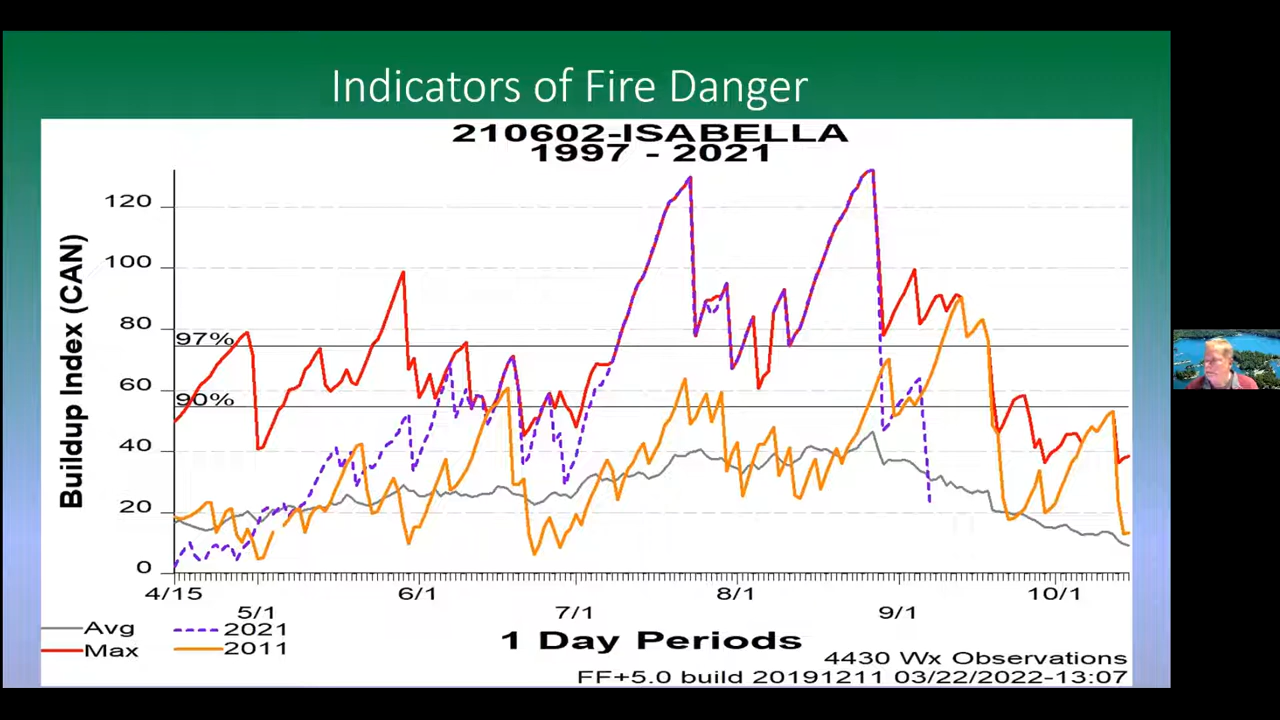 Indicators of Fire Danger
210602-ISABELLA
1997 - 2021
Buildup Index (CAN)
120
100
80
97%
60
90%
40
20
0
4/15
5/1
6/1
7/1
8/1
9/1
10/1
Avg
2021
Max
2011
1 Day Periods
4430 Wx Observations
FF+5.0 build 20191211 03/22/2022-13:07